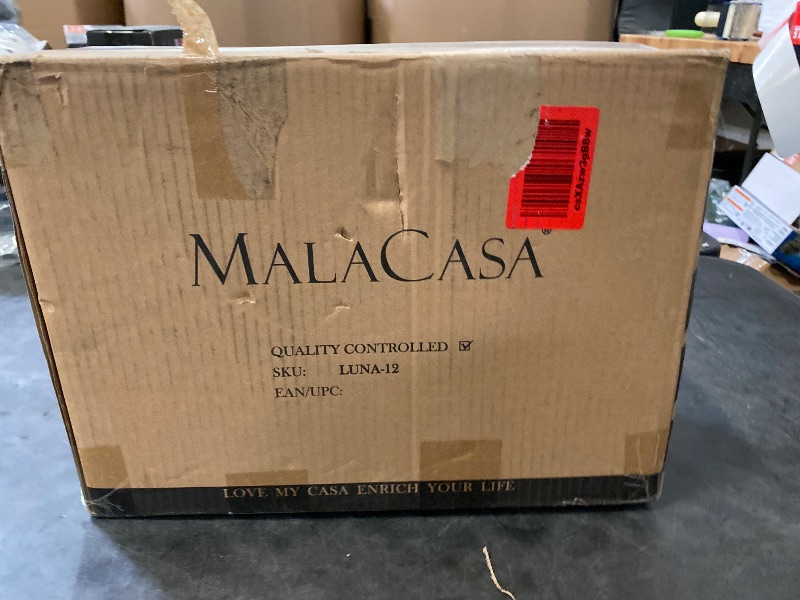 MALACASA®
QUALITY CONTROLLED ☑
SKU: LUNA-12
EAN/UPC:
LOVE MY CASA ENRICH YOUR LIFE